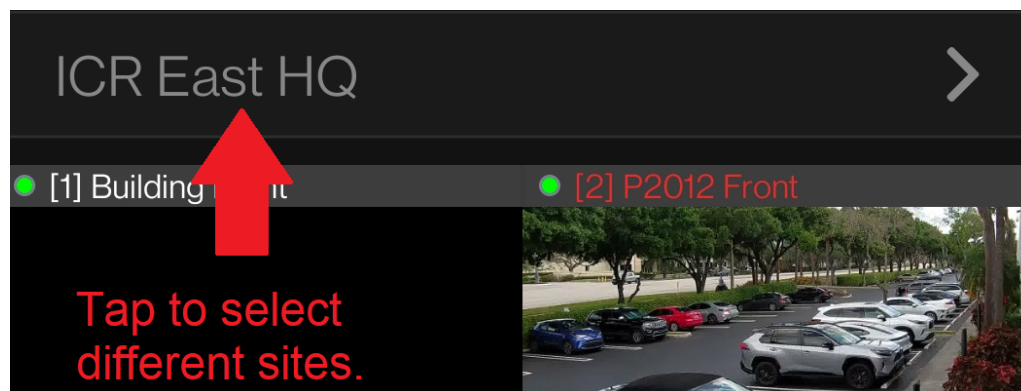 ICR East HQ
[1] Building
[2] P2012 Front
Tap to select
different sites.